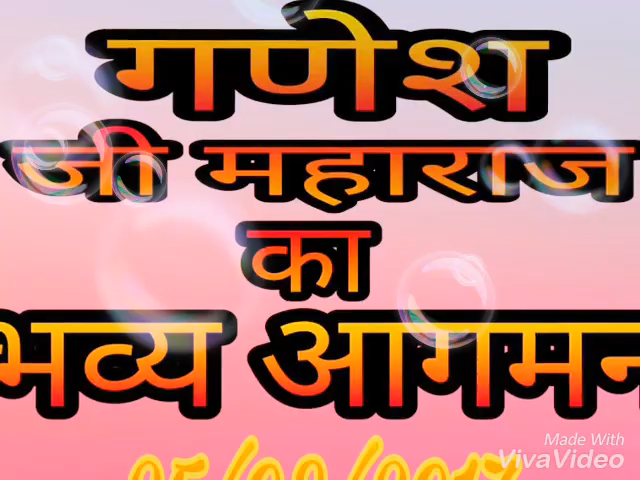 गणेश
जी महाराज
का
भव्य आगमन
Made With
VivaVideo